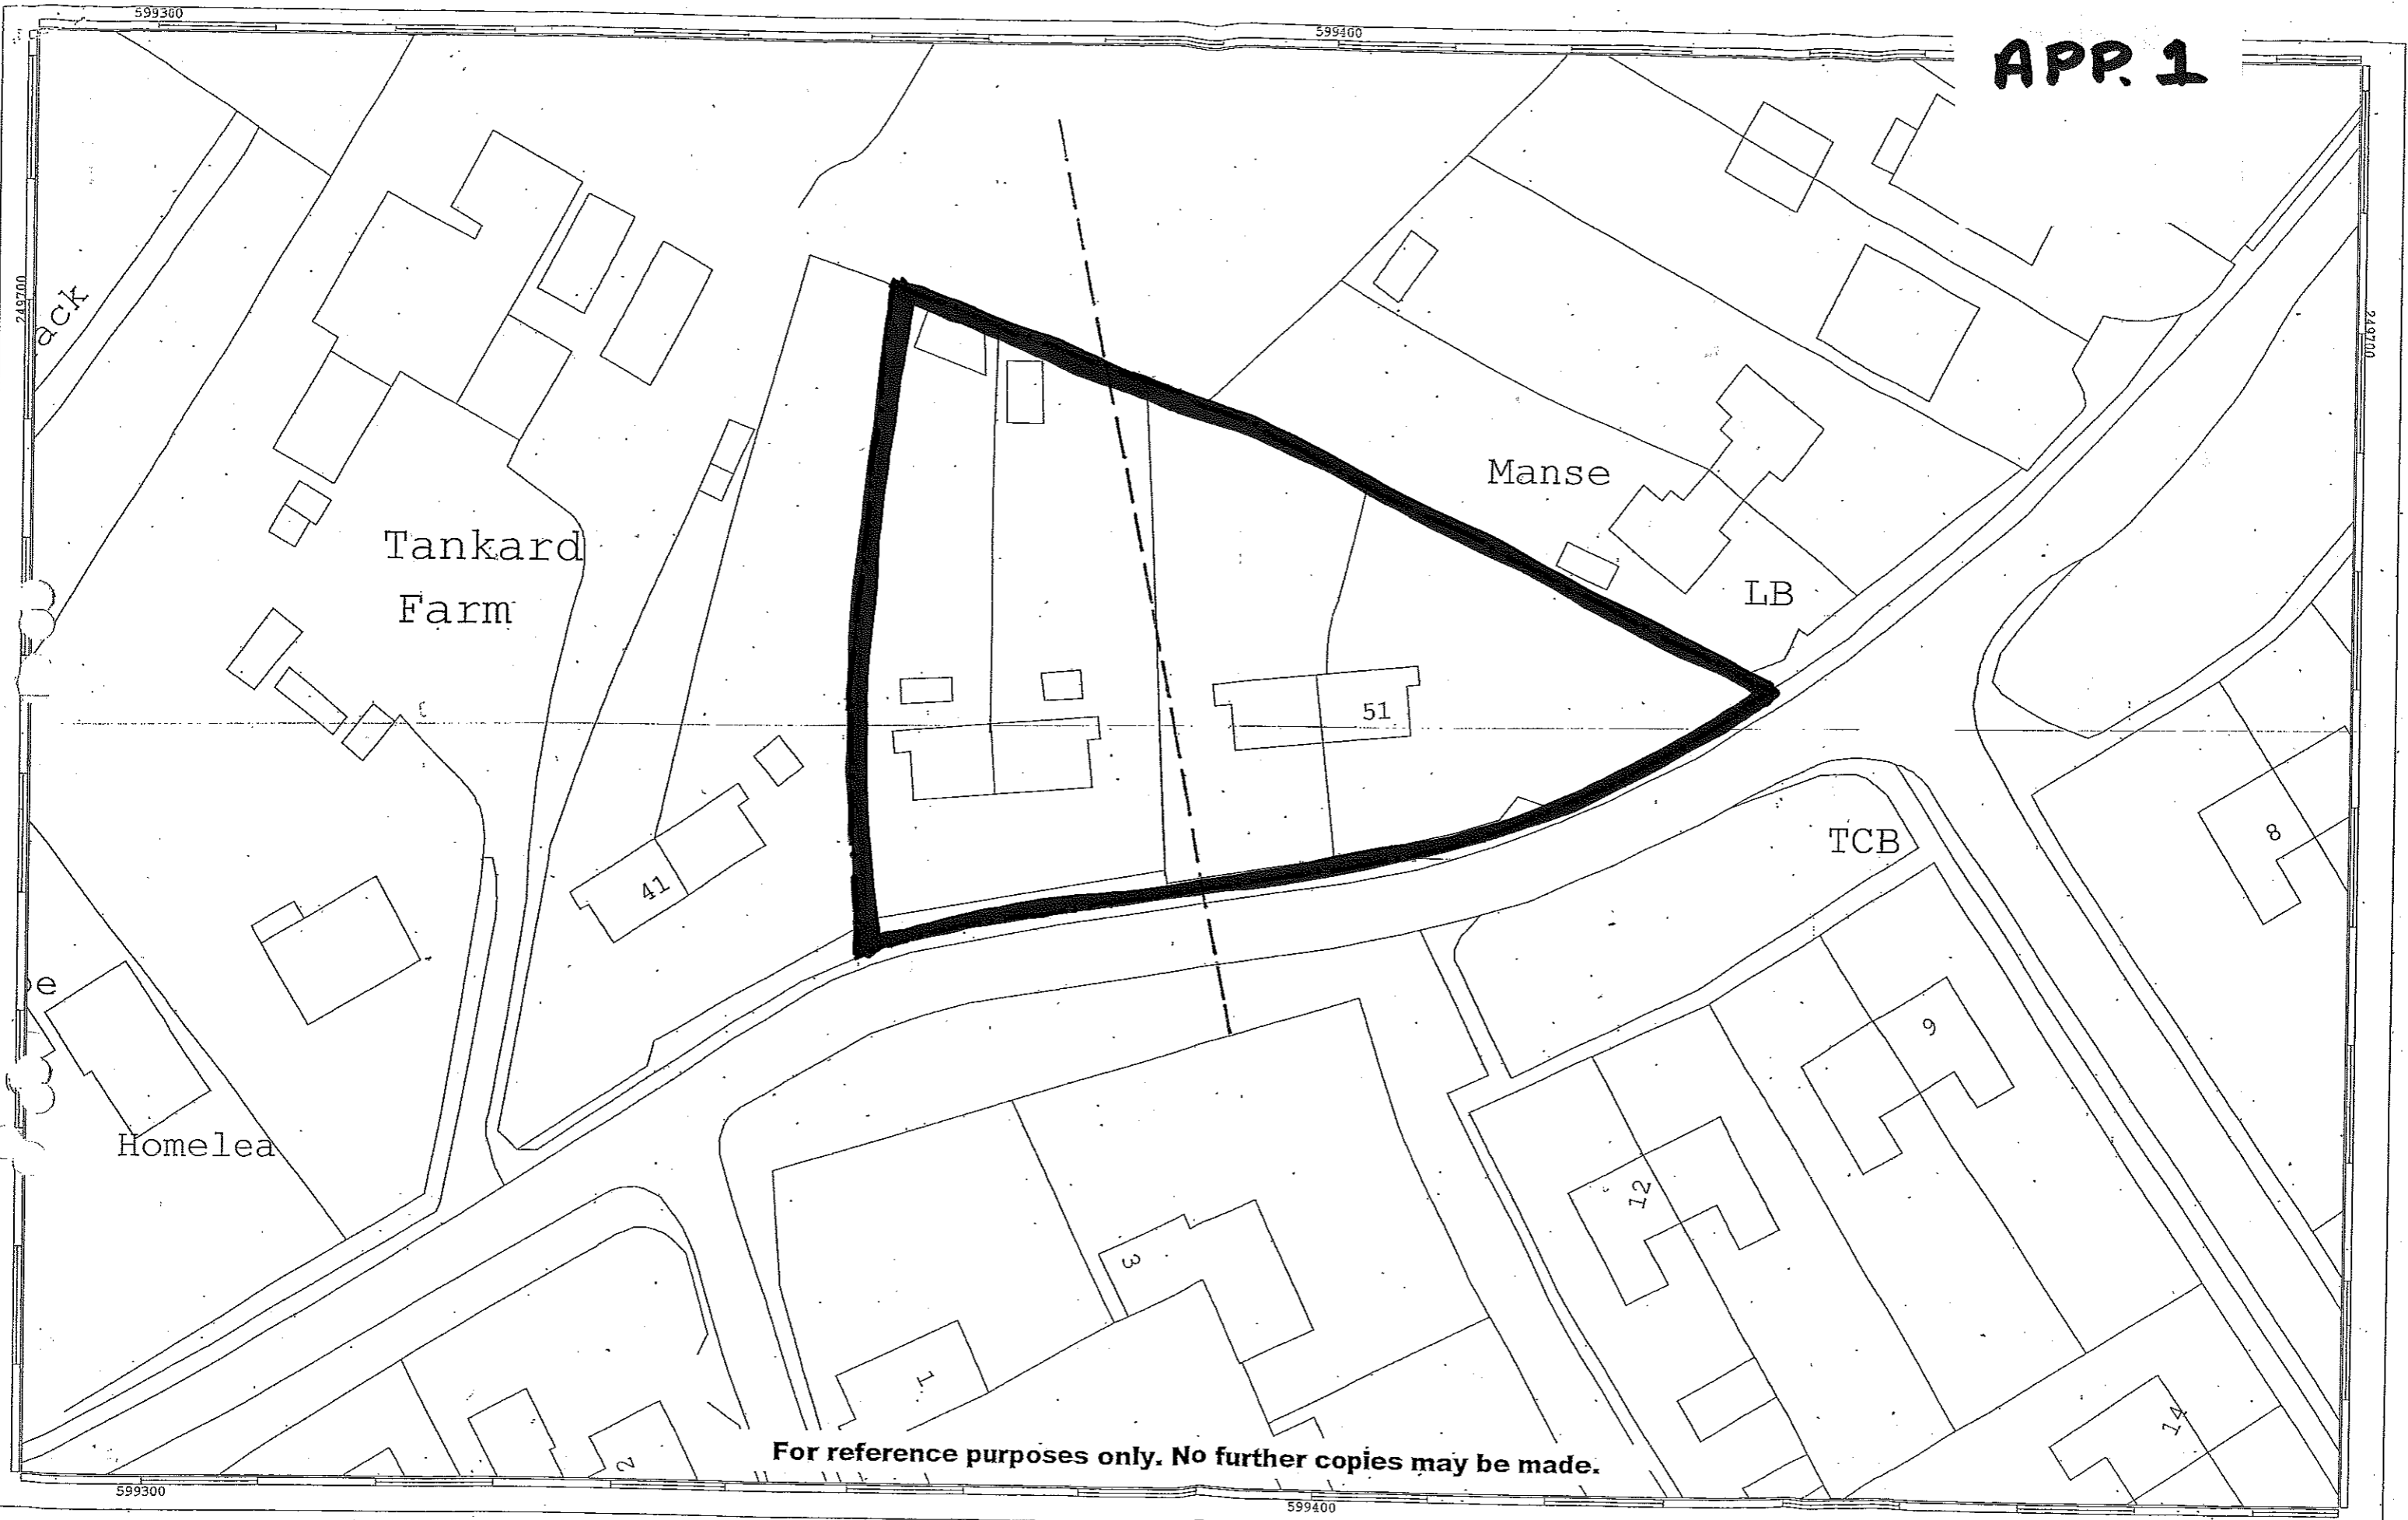 599300
599400
APP. 1
249700
249700
ack
Manse
Tankard
Farm
LB
51
TCB
8
41
9
12
Homelea
3
1
14
2
For reference purposes only. No further copies may be made.
599300
599400